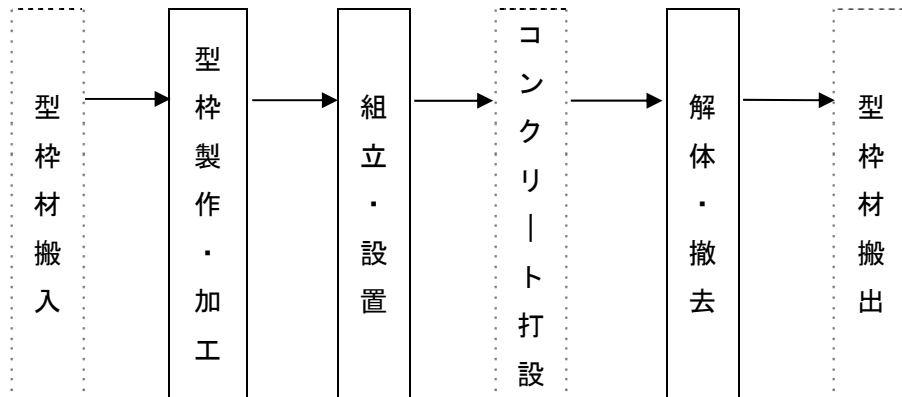 型枠材搬入
型枠製作・加工
組立・設置
コンクリート打設
解体・撤去
型枠材搬出